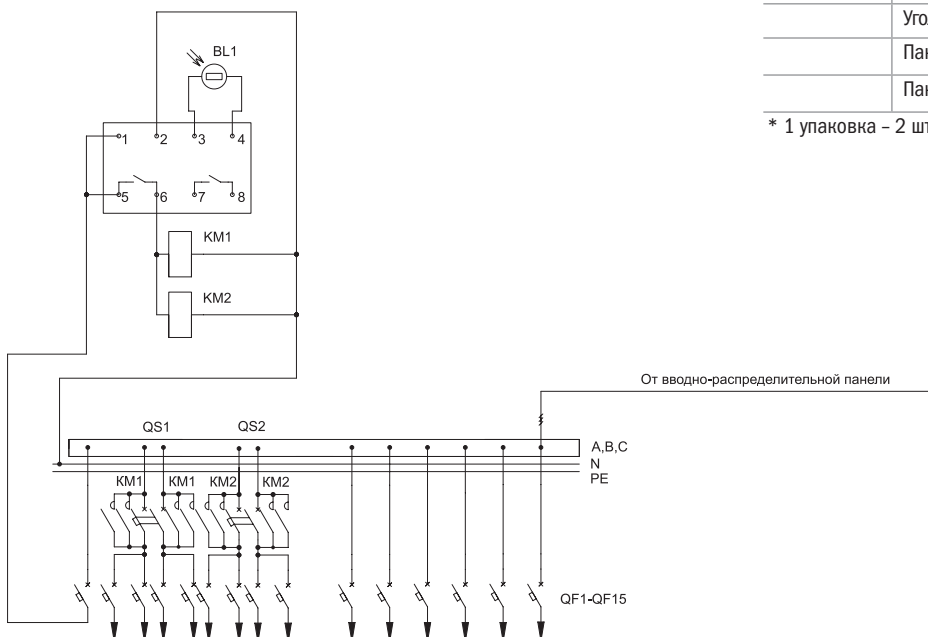 Пан
Пан
* 1 упаковка – 2 шт
BL1
1 2 3 4
5 6 7 8
KM1
KM2
От вводно-распределительной панели
QS1 QS2
A,B,C
N
PE
KM1 KM1 KM2 KM2
QF1-QF15